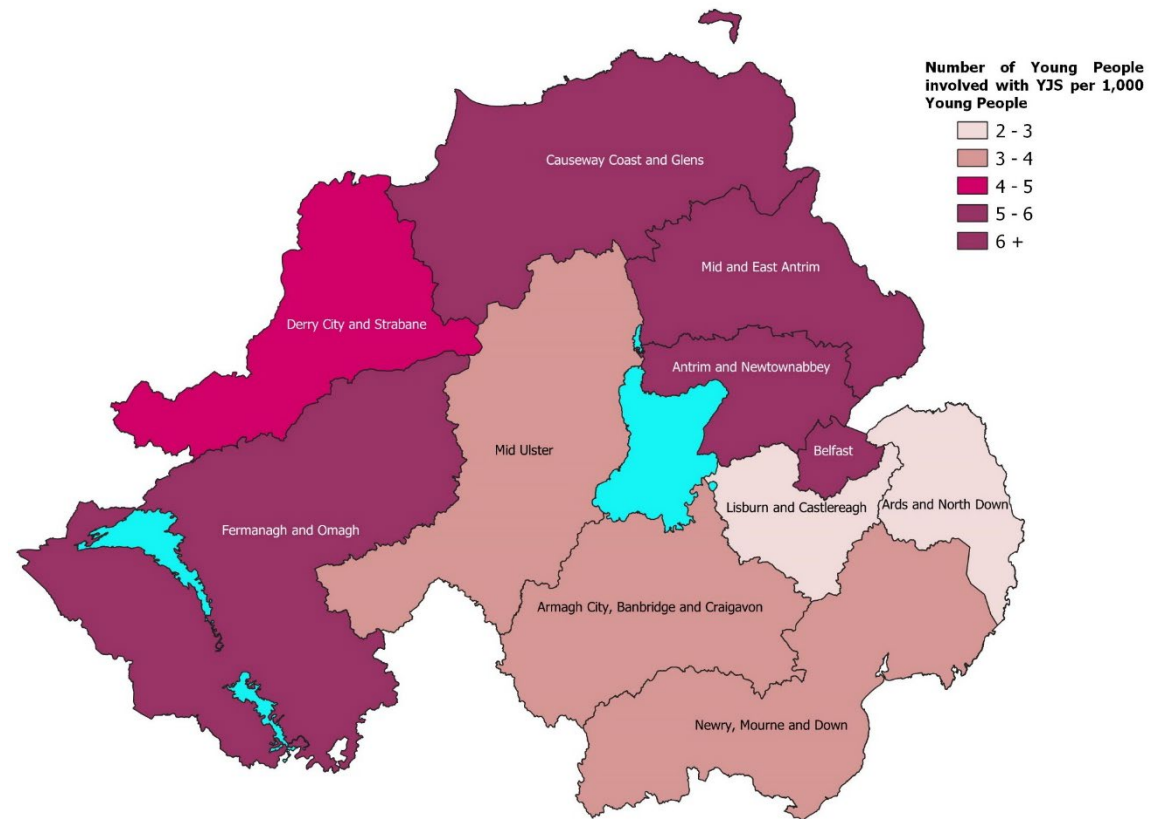 Number of Young People
involved with YJS per 1,000
Young People
2 - 3
3 - 4
4 - 5
5 - 6
6 +
Causeway Coast and Glens
Mid and East Antrim
Derry City and Strabane
Antrim and Newtownabbey
Mid Ulster
Belfast
Lisburn and Castlereagh
Ards and North Down
Fermanagh and Omagh
Armagh City, Banbridge and Craigavon
Newry, Mourne and Down